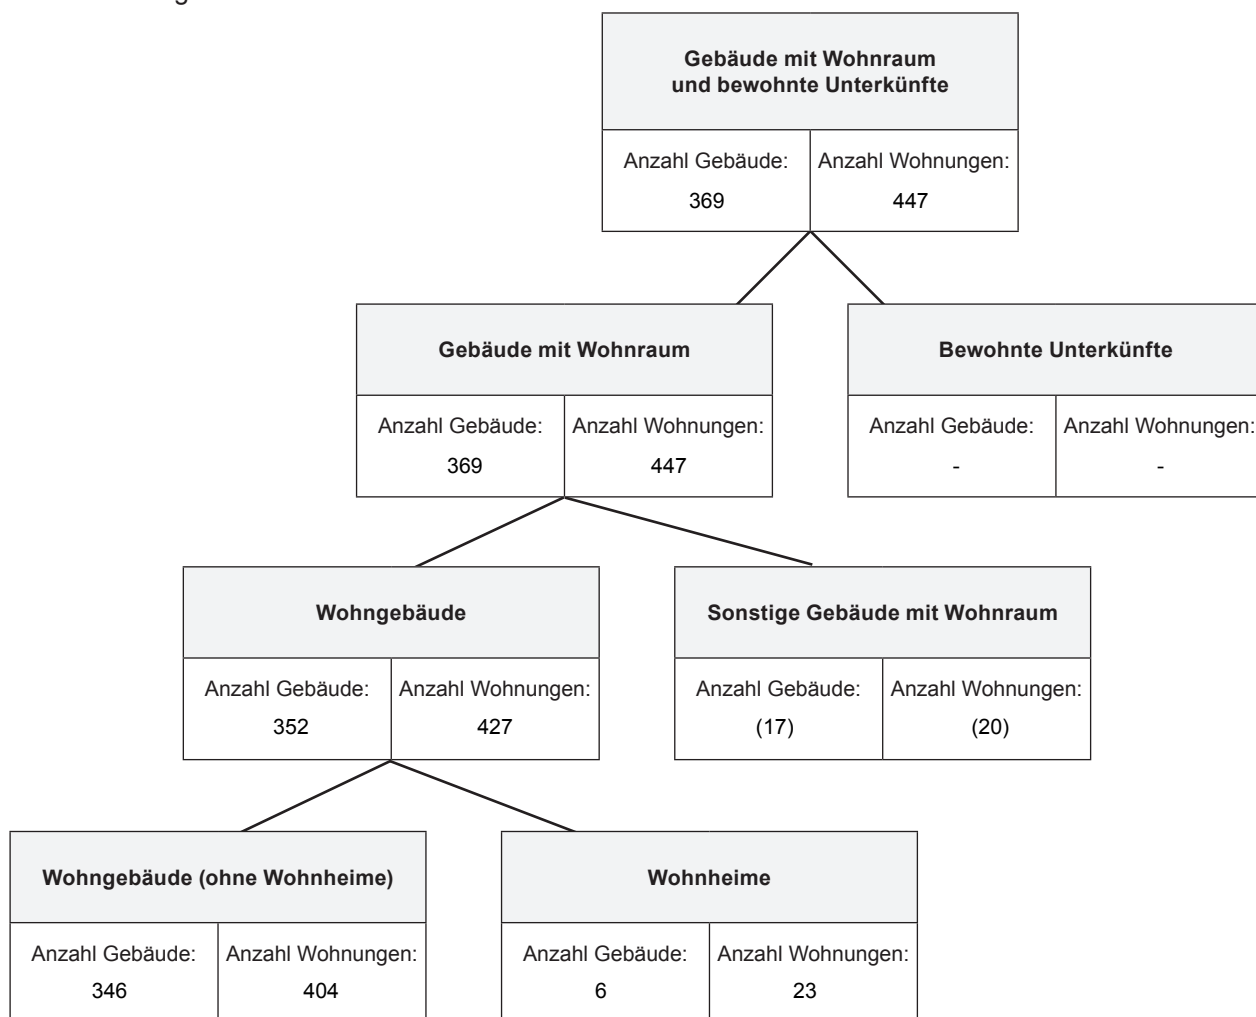 Gebäude mit Wohnraum
und bewohnte Unterkünfte
Anzahl Gebäude: Anzahl Wohnungen:
369 447
Gebäude mit Wohnraum
Anzahl Gebäude: Anzahl Wohnungen:
369 447
Bewohnte Unterkünfte
Anzahl Gebäude: Anzahl Wohnungen:
- -
Wohngebäude
Anzahl Gebäude: Anzahl Wohnungen:
352 427
Sonstige Gebäude mit Wohnraum
Anzahl Gebäude: Anzahl Wohnungen:
(17) (20)
Wohngebäude (ohne Wohnheime)
Anzahl Gebäude: Anzahl Wohnungen:
346 404
Wohnheime
Anzahl Gebäude: Anzahl Wohnungen:
6 23